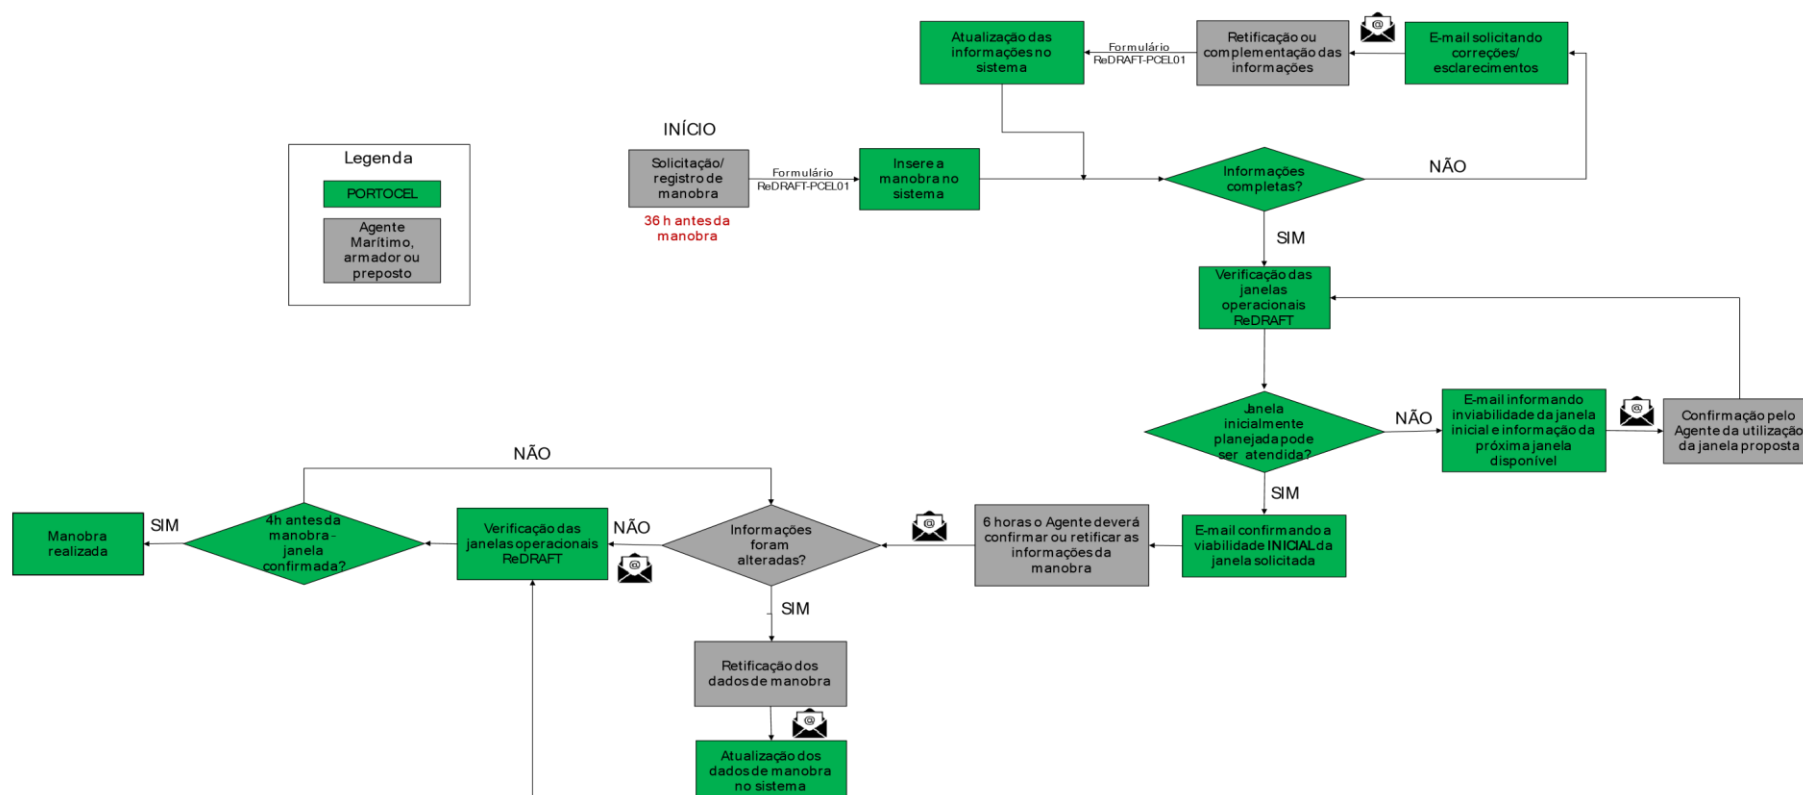 Atualização das
informações no
sistema
Formulário
ReDRAFT-PCEL01
Retificação ou
complementação das
informações
@
E-mail solicitando
correções/
esclarecimentos
Legenda
PORTOCEL
Agente
Marítimo,
armador ou
preposto
INÍCIO
Solicitação/
registro de
manobra
36 h antes da
manobra
Formulário
ReDRAFT-PCEL01
Insere a
manobra no
sistema
Informações
completas?
NÃO
SIM
Verificação das
janelas
operacionais
ReDRAFT
Janela
inicialmente
planejada pode
ser atendida?
NÃO
E-mail informando
inviabilidade da janela
inicial e informação da
próxima janela
disponível
@
Confirmação pelo
Agente da utilização
da janela proposta
SIM
E-mail confirmando a
viabilidade INICIAL da
janela solicitada
6 horas o Agente deverá
confirmar ou retificar as
informações da
manobra
@
Informações
foram
alteradas?
NÃO
@
Verificação das
janelas operacionais
ReDRAFT
NÃO
4h antes da
manobra -
janela
confirmada?
SIM
Manobra
realizada
SIM
Retificação dos
dados de manobra
@
Atualização dos
dados de manobra
no sistema